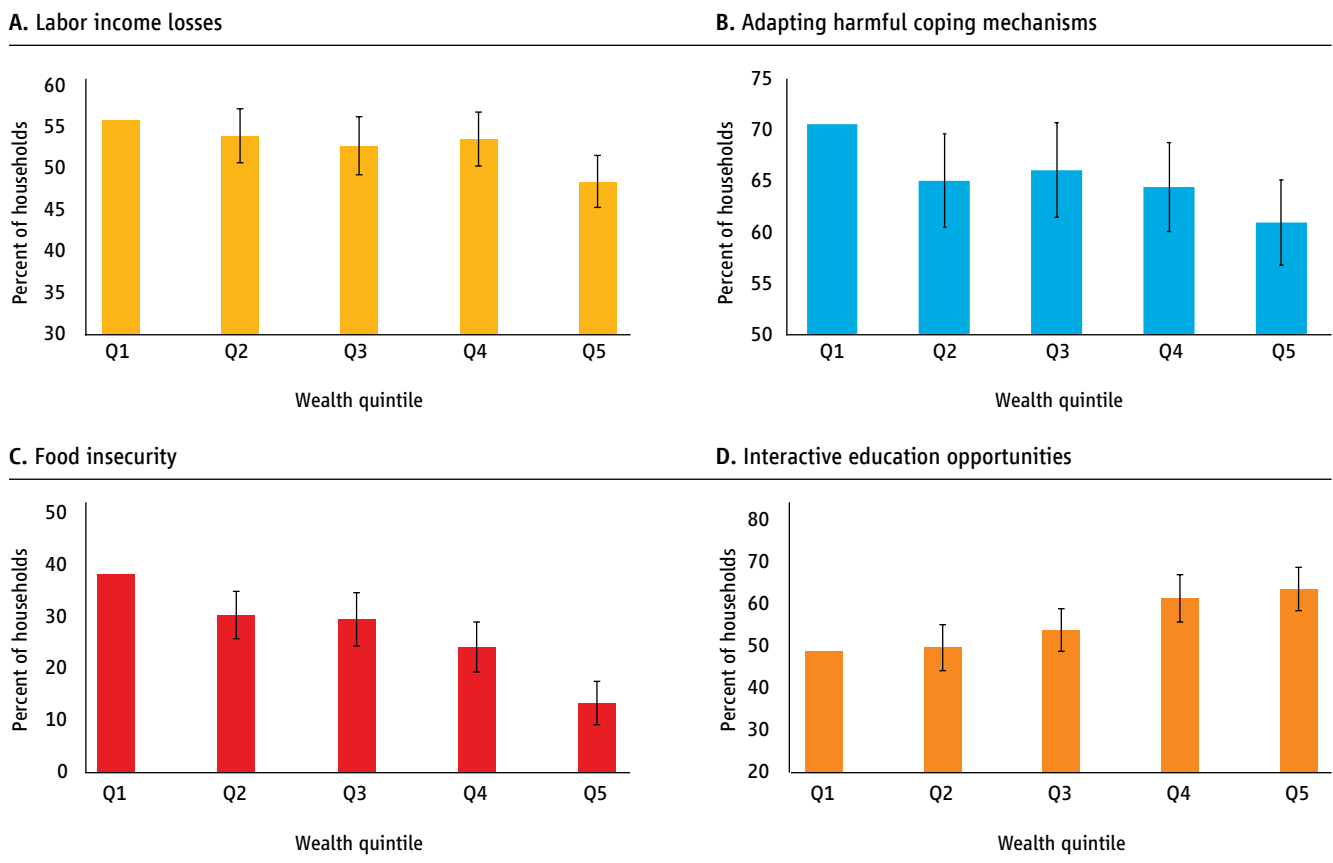 A. Labor income losses
Percent of households
60
55
50
45
40
35
30
Q1 Q2 Q3 Q4 Q5
Wealth quintile
B. Adapting harmful coping mechanisms
Percent of households
75
70
65
60
55
50
Q1 Q2 Q3 Q4 Q5
Wealth quintile
C. Food insecurity
Percent of households
50
40
30
20
10
0
Q1 Q2 Q3 Q4 Q5
Wealth quintile
D. Interactive education opportunities
Percent of households
80
70
60
50
40
30
20
Q1 Q2 Q3 Q4 Q5
Wealth quintile